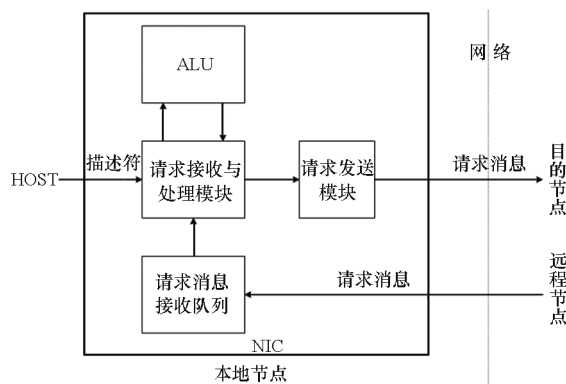 ALU
网 络
HOST
描述符
请求接收与
处理模块
请求发送
模块
请求消息
目的节点
请求消息
接收队列
请求消息
远程节点
NIC
本地节点